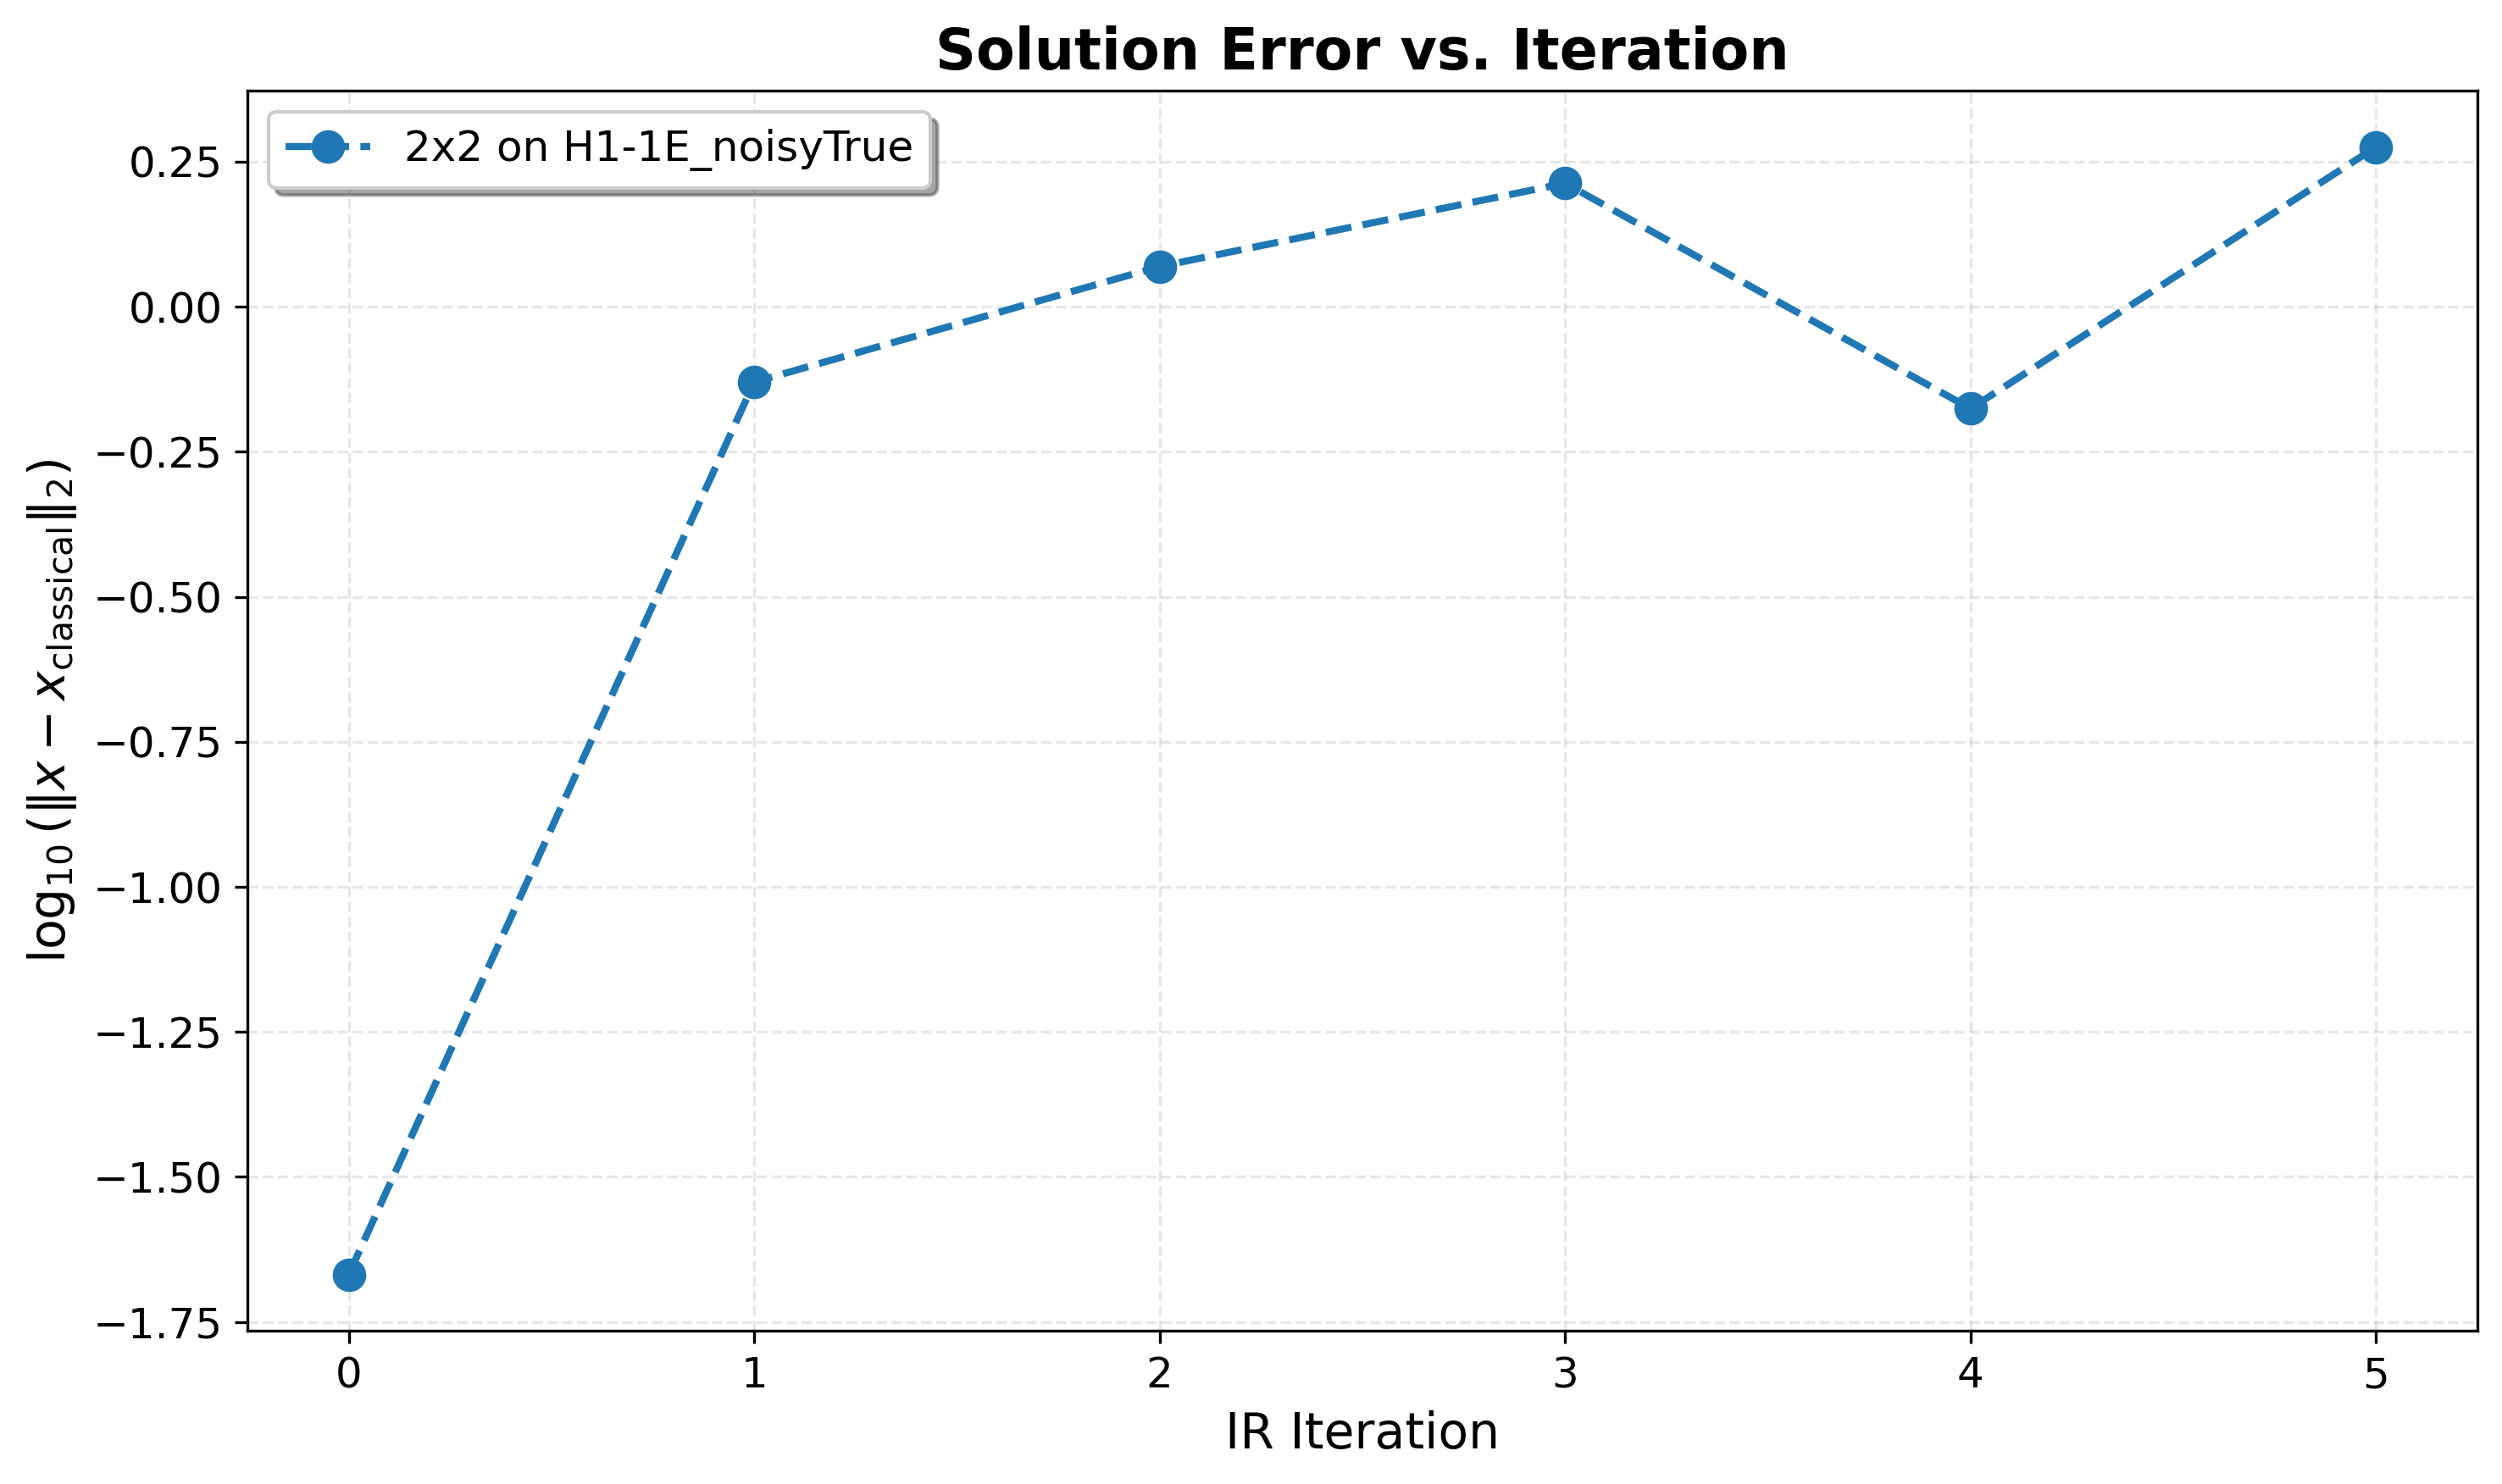 Solution Error vs. Iteration
2x2 on H1-1E_noisyTrue
log₁₀ (‖x − x_classical‖₂)
0.25
0.00
−0.25
−0.50
−0.75
−1.00
−1.25
−1.50
−1.75
0 1 2 3 4 5
IR Iteration